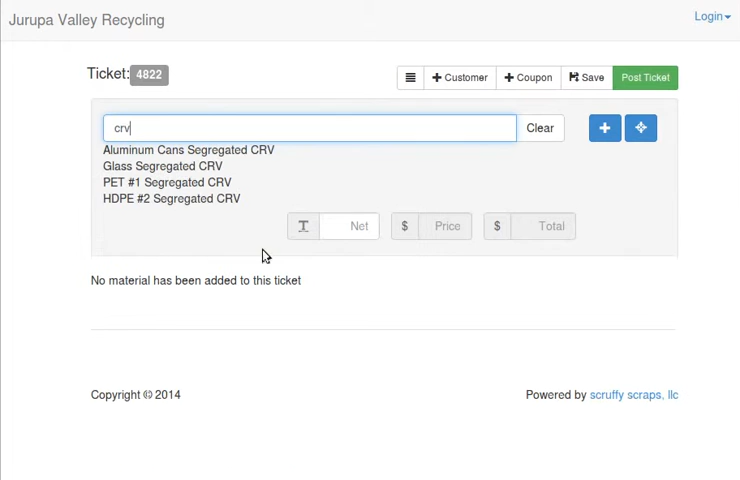 Jurupa Valley Recycling
Login
Ticket: 4822
Customer
Coupon
Save
Post Ticket
crv
Clear
Aluminum Cans Segregated CRV
Glass Segregated CRV
PET #1 Segregated CRV
HDPE #2 Segregated CRV
Net
$
Price
$
Total
No material has been added to this ticket
Copyright © 2014
Powered by scruffy scraps, llc